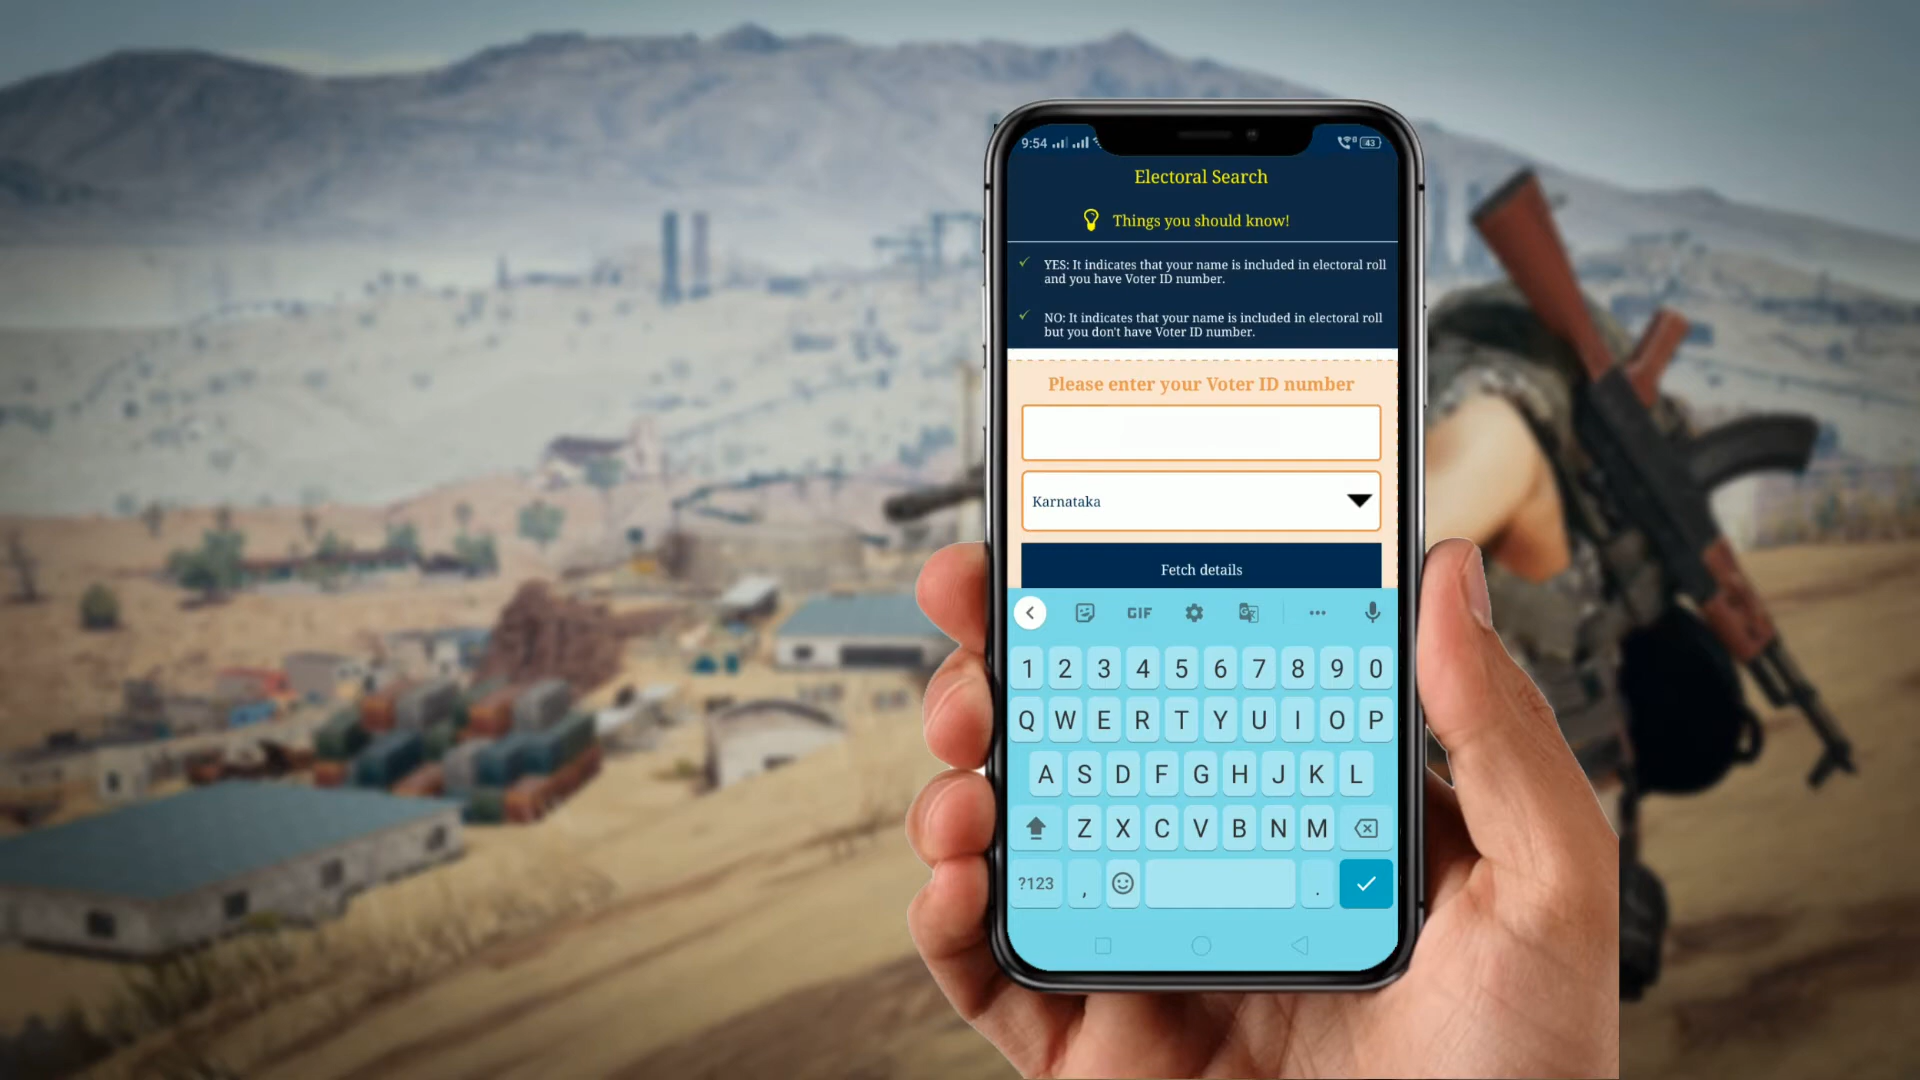 9:54
43
Electoral Search
Things you should know!
YES: It indicates that your name is included in electoral roll
and you have Voter ID number.
NO: It indicates that your name is included in electoral roll
but you don't have Voter ID number.
Please enter your Voter ID number
Karnataka
Fetch details
GIF
1 2 3 4 5 6 7 8 9 0
Q W E R T Y U I O P
A S D F G H J K L
Z X C V B N M
?123 , .